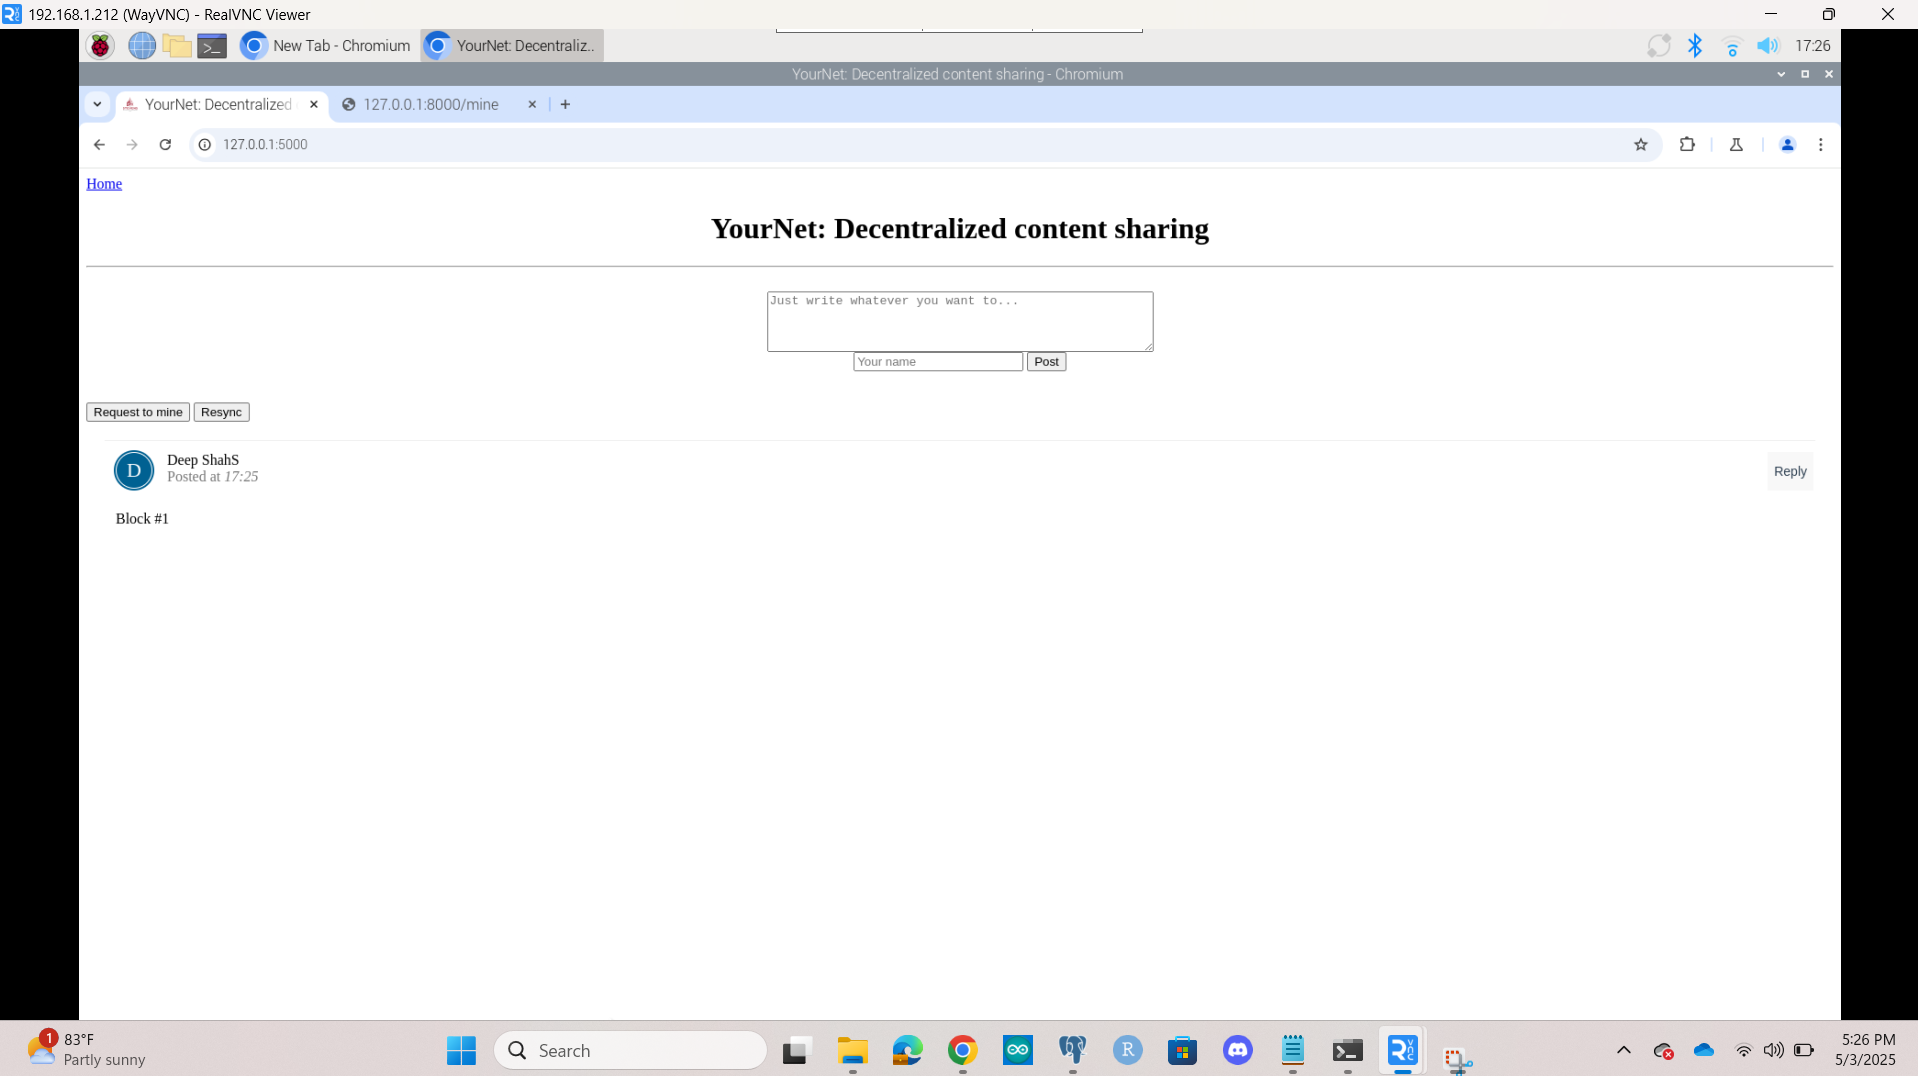 192.168.1.212 (WayVNC) - RealVNC Viewer
New Tab - Chromium
YourNet: Decentraliz..
17:26
YourNet: Decentralized content sharing - Chromium
YourNet: Decentralized
127.0.0.1:8000/mine
127.0.0.1:5000
Home
YourNet: Decentralized content sharing
Just write whatever you want to...
Your name
Post
Request to mine
Resync
D
Deep ShahS
Posted at 17:25
Reply
Block #1
1
83°F
Partly sunny
Search
R
5:26 PM
5/3/2025